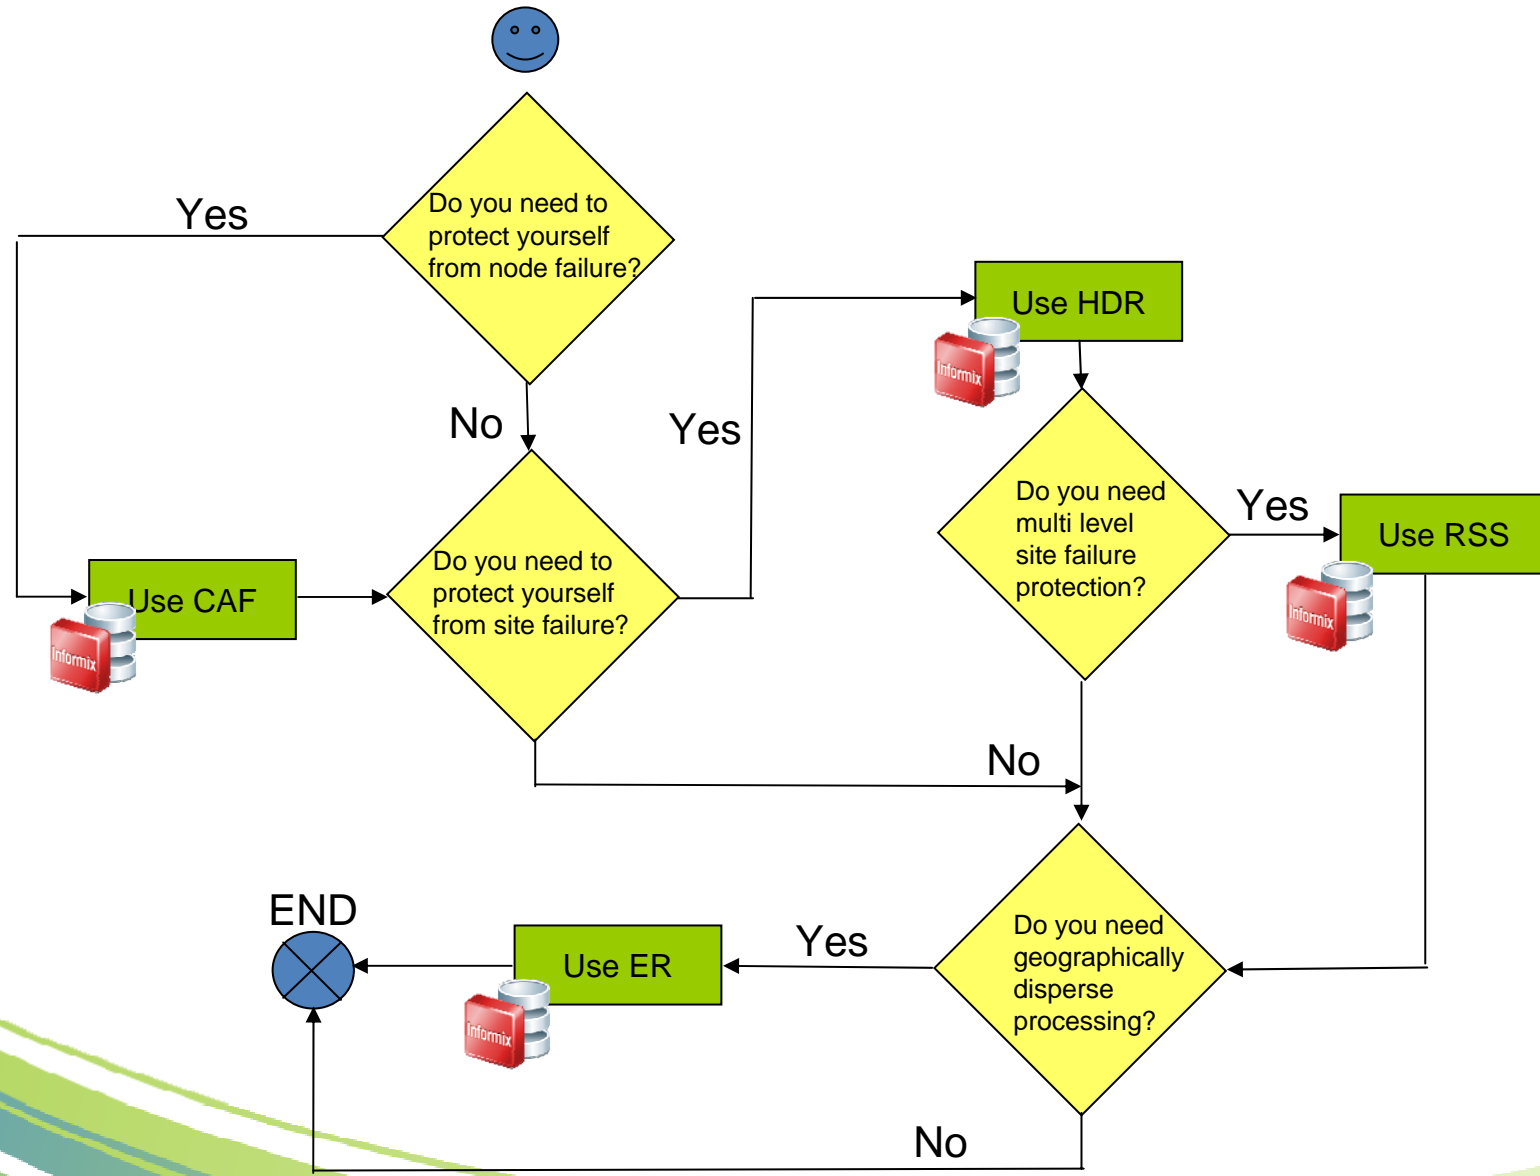 Do you need to
protect yourself
from node failure?
Yes
No
Use HDR
Informix
Yes
Do you need to
protect yourself
from site failure?
Use CAF
Informix
Do you need
multi level
site failure
protection?
Yes
Use RSS
Informix
No
Do you need
geographically
disperse
processing?
Yes
Use ER
Informix
END
No